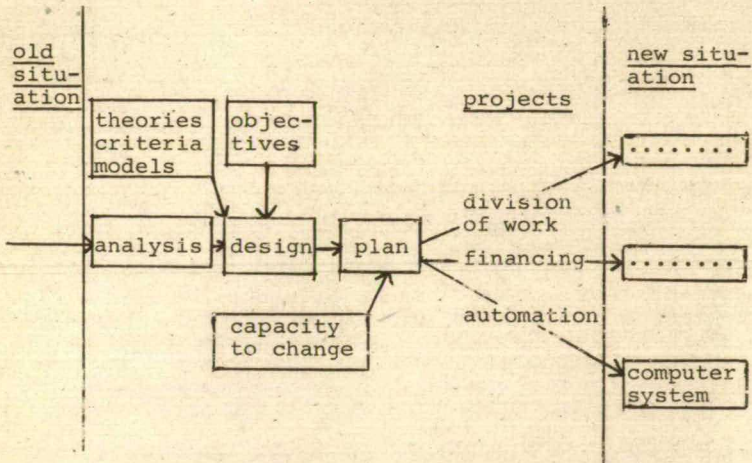 old
situ-
ation
new situ-
ation
projects
theories
criteria
models
objec-
tives
. . . . . . . .
division
of work
analysis
design
plan
financing
. . . . . . . .
automation
capacity
to change
computer
system